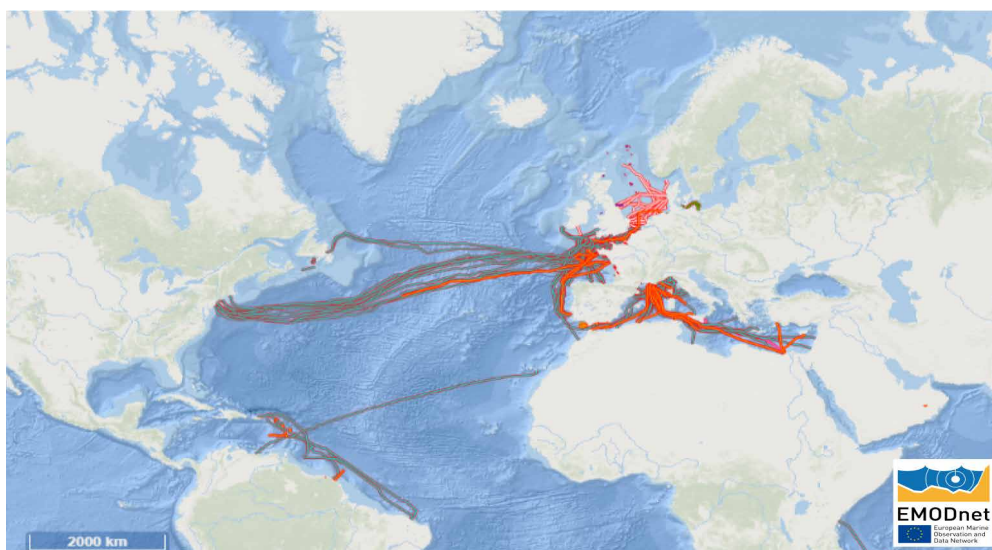 2000 km
EMODnet
European Marine
Observation and
Data Network